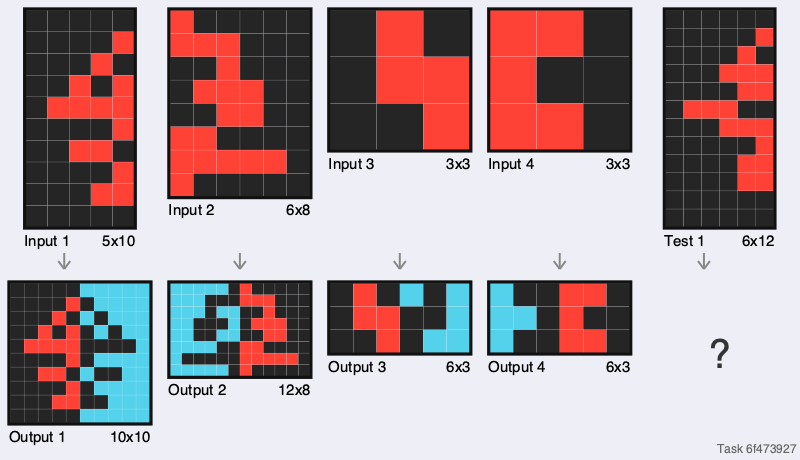 Input 1 5x10
Input 2 6x8
Input 3 3x3
Input 4 3x3
Test 1 6x12
Output 1 10x10
Output 2 12x8
Output 3 6x3
Output 4 6x3
?
Task 6f473927